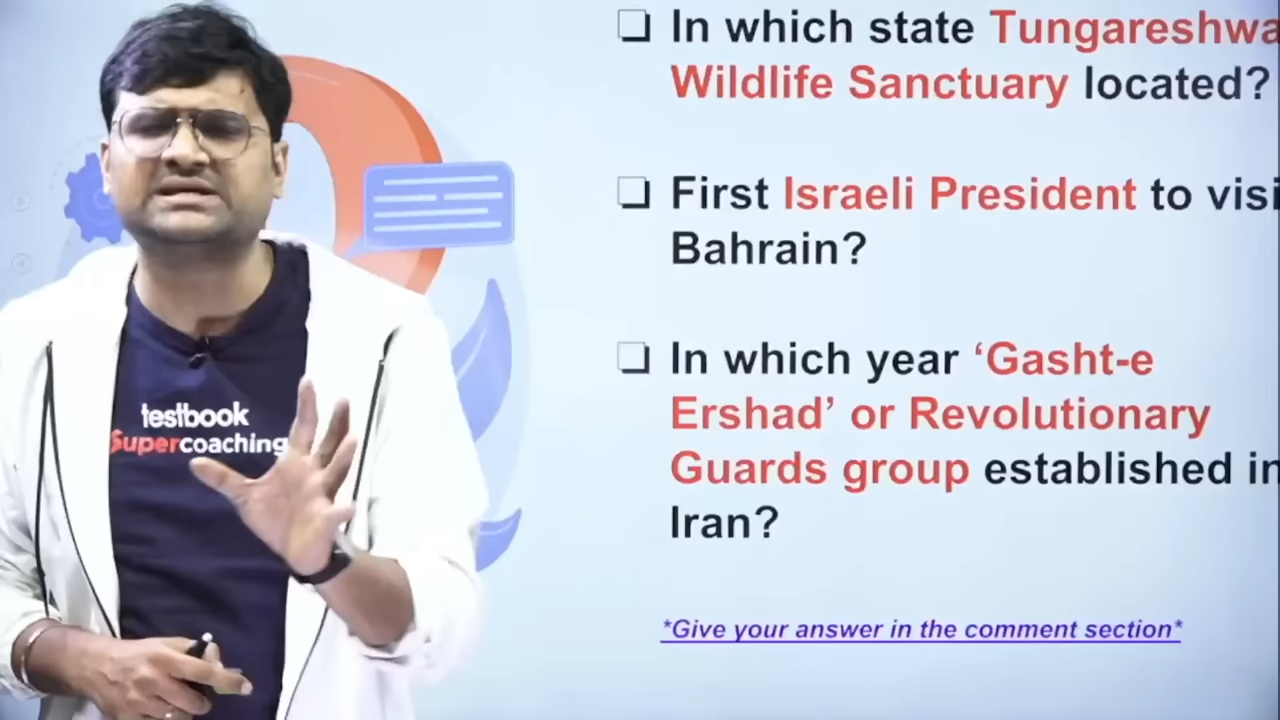 In which state Tungareshwa
Wildlife Sanctuary located?
First Israeli President to visi
Bahrain?
In which year ‘Gasht-e
Ershad’ or Revolutionary
Guards group established in
Iran?
*Give your answer in the comment section*
testbook
Supercoaching